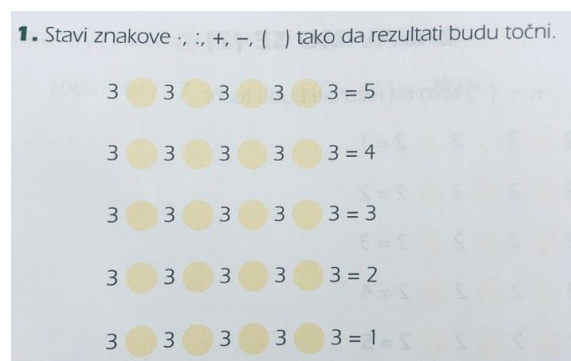 1. Stavi znakove ·, :, +, −, ( ) tako da rezultati budu točni.
3 3 3 3 3 = 5
3 3 3 3 3 = 4
3 3 3 3 3 = 3
3 3 3 3 3 = 2
3 3 3 3 3 = 1